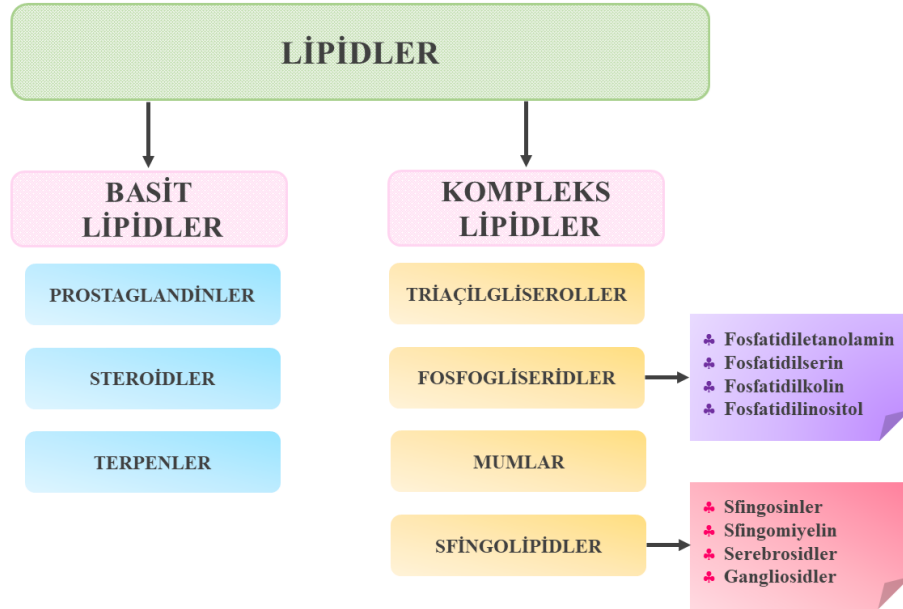 LİPİDLER
BASİT
LİPİDLER
PROSTAGLANDİNLER
STEROİDLER
TERPENLER
KOMPLEKS
LİPİDLER
TRİAÇİLGLİSEROLLER
FOSFOGLİSERİDLER
MUMLAR
SFİNGOLİPİDLER
Fosfatidiletanolamin
Fosfatidilserin
Fosfatidilkolin
Fosfatidilinositol
Sfingosinler
Sfingomiyelin
Serebrosidler
Gangliosidler